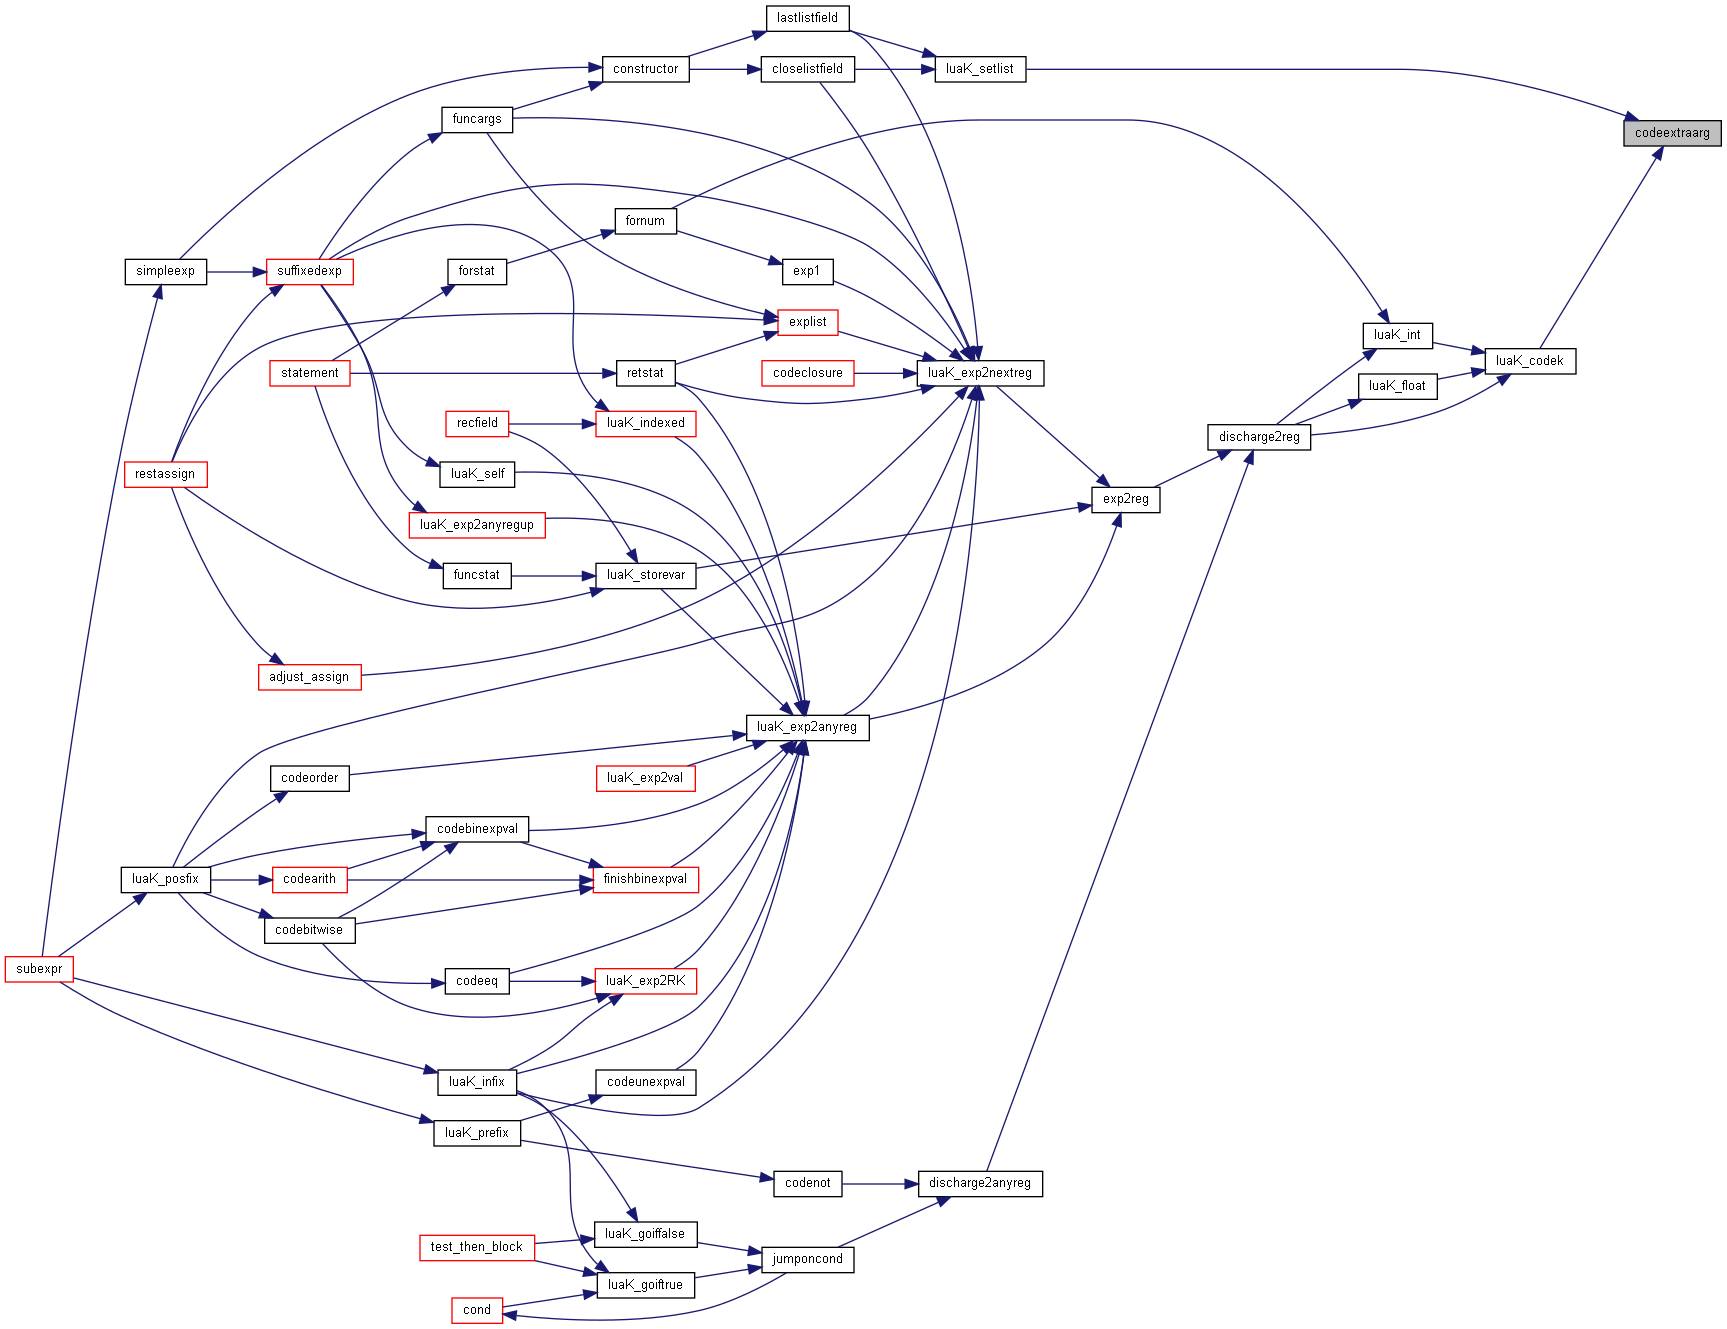 lastlistfield
constructor
closelistfield
luaK_setlist
funcargs
codeextraarg
fornum
simpleexp
suffixedexp
forstat
exp1
explist
luaK_int
statement
retstat
codeclosure
luaK_exp2nextreg
luaK_codek
luaK_float
recfield
luaK_indexed
discharge2reg
restassign
luaK_self
exp2reg
luaK_exp2anyregup
funcstat
luaK_storevar
adjust_assign
luaK_exp2anyreg
codeorder
luaK_exp2val
codebinexpval
luaK_posfix
codearith
finishbinexpval
codebitwise
subexpr
codeeq
luaK_exp2RK
luaK_infix
codeunexpval
luaK_prefix
codenot
discharge2anyreg
luaK_goiffalse
test_then_block
jumponcond
luaK_goiftrue
cond